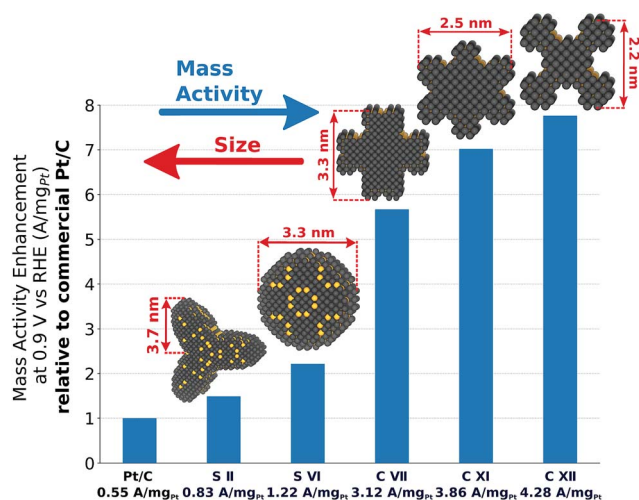 2.5 nm
2.2 nm
Mass
Activity
Size
3.3 nm
3.3 nm
3.7 nm
Mass Activity Enhancement
at 0.9 V vs RHE (A/mgPt)
relative to commercial Pt/C
8
7
6
5
4
3
2
1
0
Pt/C S II S VI C VII C XI C XII
0.55 A/mgPt 0.83 A/mgPt 1.22 A/mgPt 3.12 A/mgPt 3.86 A/mgPt 4.28 A/mgPt